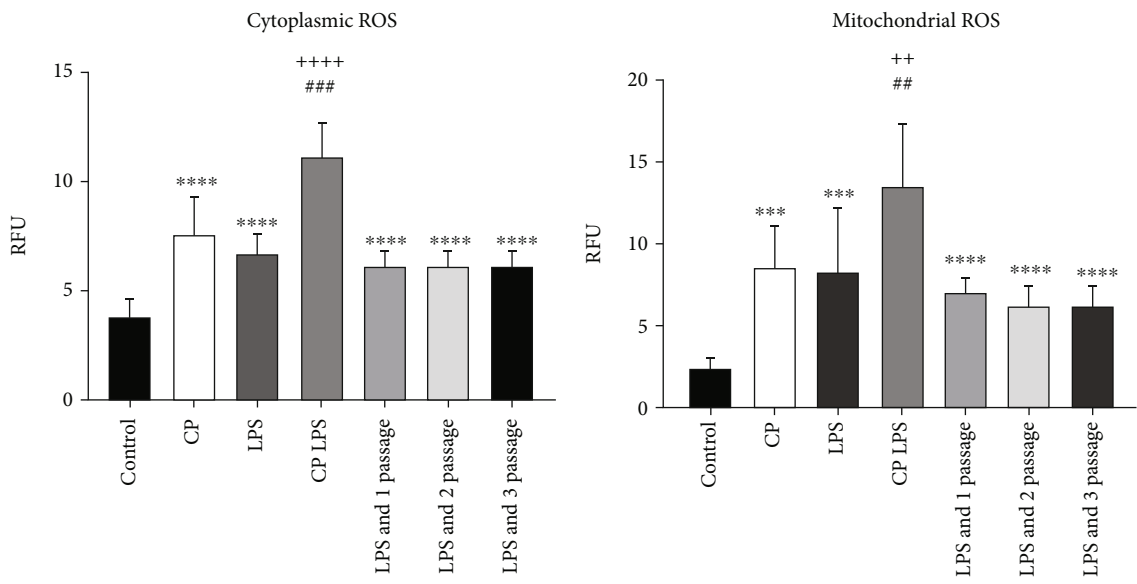 Cytoplasmic ROS
++++
###
15
10
5
0
RFU
****
****
****
****
****
Control
CP
LPS
CP LPS
LPS and 1 passage
LPS and 2 passage
LPS and 3 passage
Mitochondrial ROS
++
##
20
15
10
5
0
RFU
***
***
****
****
****
Control
CP
LPS
CP LPS
LPS and 1 passage
LPS and 2 passage
LPS and 3 passage